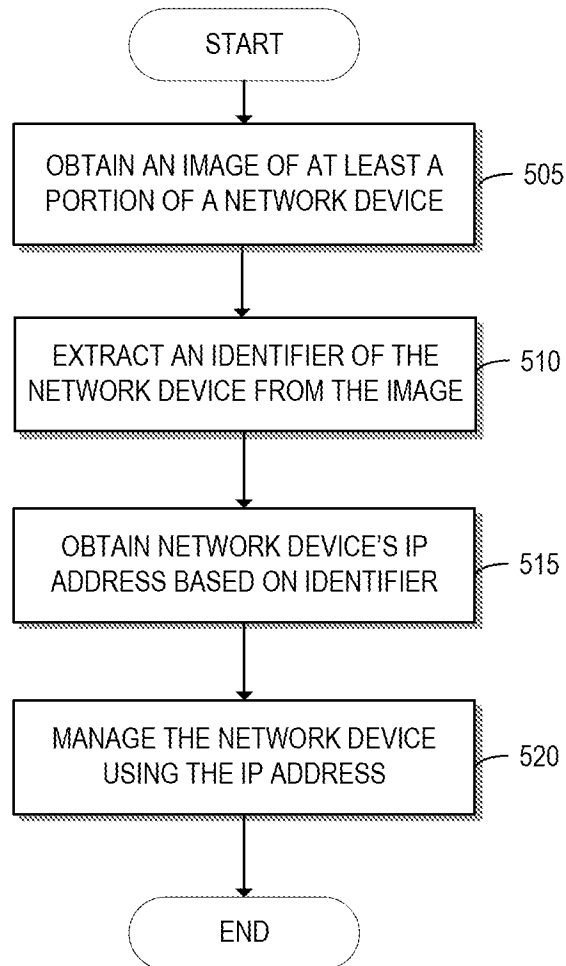 START
OBTAIN AN IMAGE OF AT LEAST A
PORTION OF A NETWORK DEVICE
505
EXTRACT AN IDENTIFIER OF THE
NETWORK DEVICE FROM THE IMAGE
510
OBTAIN NETWORK DEVICE'S IP
ADDRESS BASED ON IDENTIFIER
515
MANAGE THE NETWORK DEVICE
USING THE IP ADDRESS
520
END